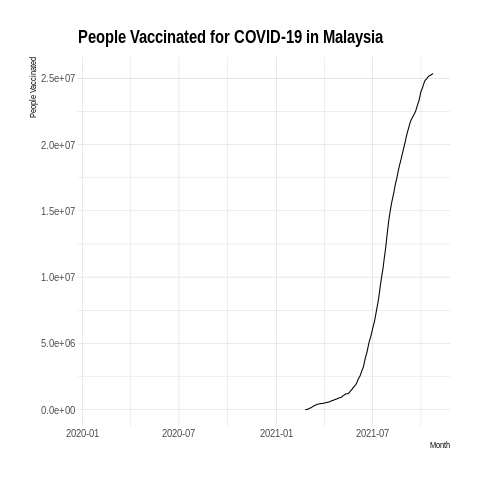 People Vaccinated for COVID-19 in Malaysia
People Vaccinated
2.5e+07
2.0e+07
1.5e+07
1.0e+07
5.0e+06
0.0e+00
2020-01 2020-07 2021-01 2021-07
Month